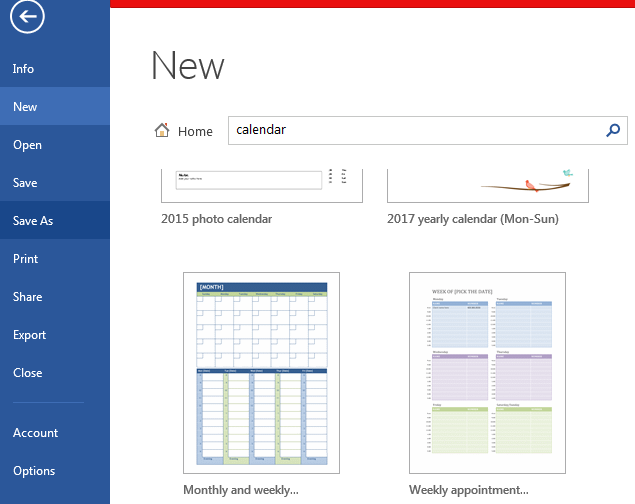 New
Info
New
Open
Save
Save As
Print
Share
Export
Close
Account
Options
Home
calendar
2015 photo calendar
2017 yearly calendar (Mon-Sun)
[MONTH]
WEEK OF [PICK THE DATE]
Monthly and weekly...
Weekly appointment...